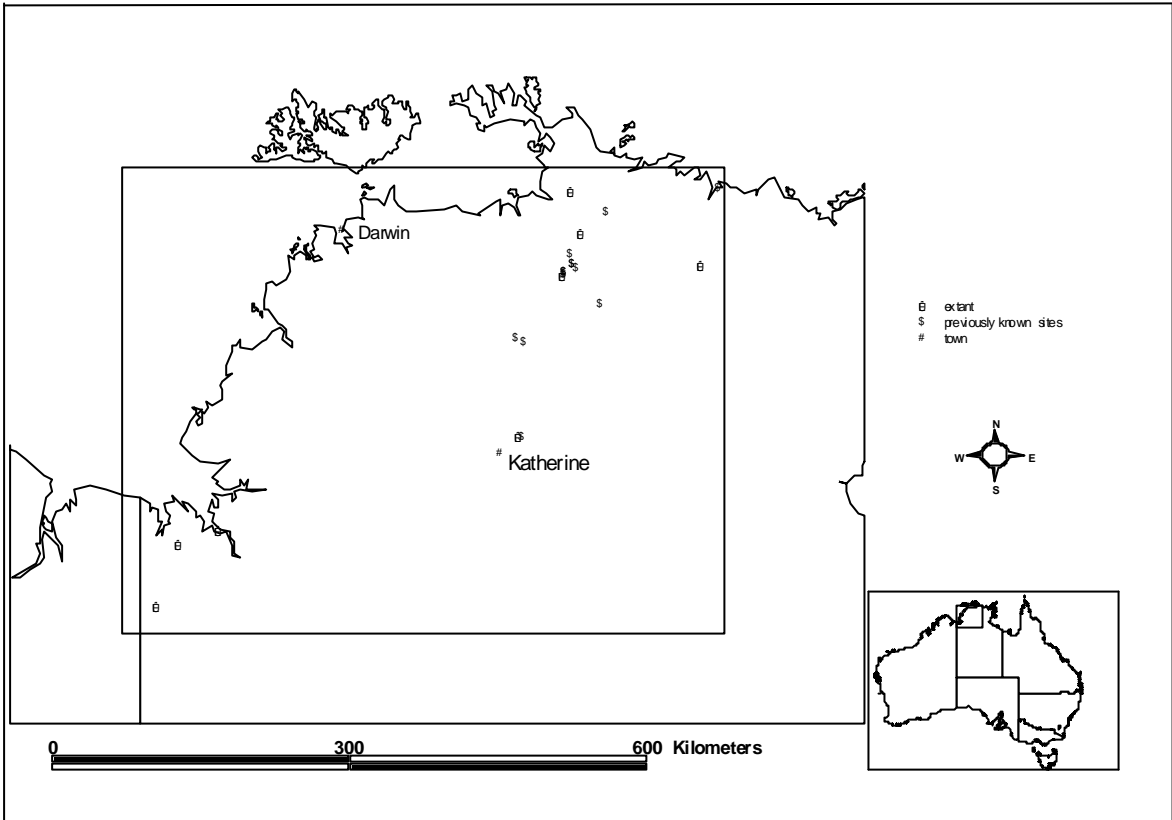 Darwin
Katherine
extant
previously known sites
town
N
W E
S
0 300 600 Kilometers